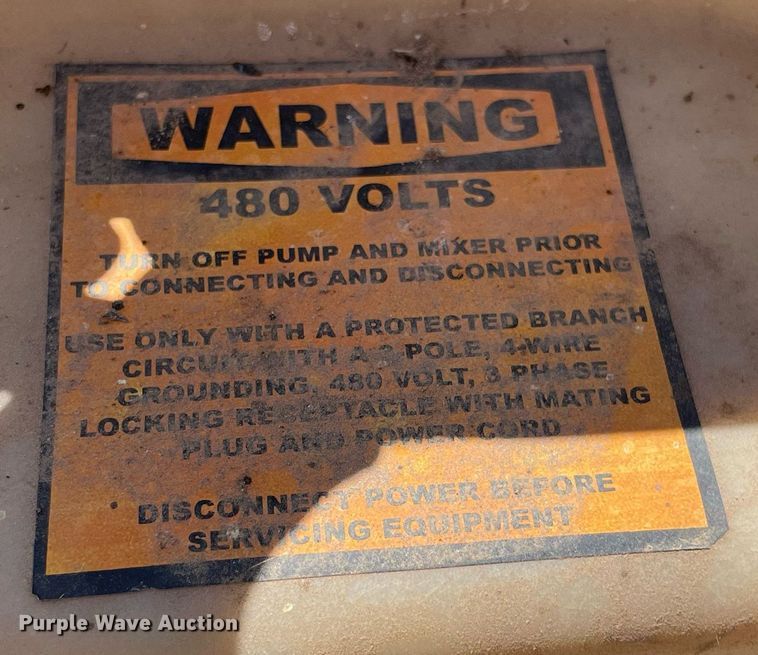 WARNING
480 VOLTS
TURN OFF PUMP AND MIXER PRIOR
TO CONNECTING AND DISCONNECTING
USE ONLY WITH A PROTECTED BRANCH
CIRCUIT WITH A 3 POLE, 4-WIRE
GROUNDING, 480 VOLT, 3 PHASE
LOCKING RECEPTACLE WITH MATING
PLUG AND POWER CORD
DISCONNECT POWER BEFORE
SERVICING EQUIPMENT
Purple Wave Auction